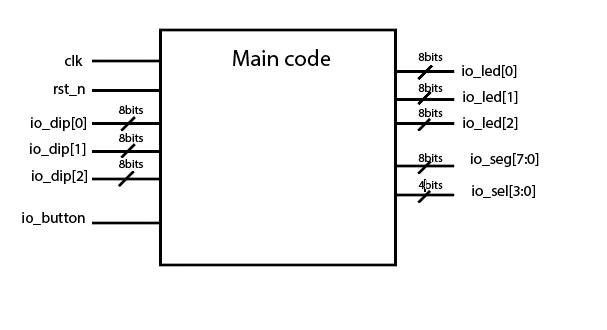 Main code
clk
rst_n
io_dip[0]
8bits
io_dip[1]
8bits
io_dip[2]
8bits
io_button
8bits
io_led[0]
8bits
io_led[1]
8bits
io_led[2]
8bits
io_seg[7:0]
4bits
io_sel[3:0]